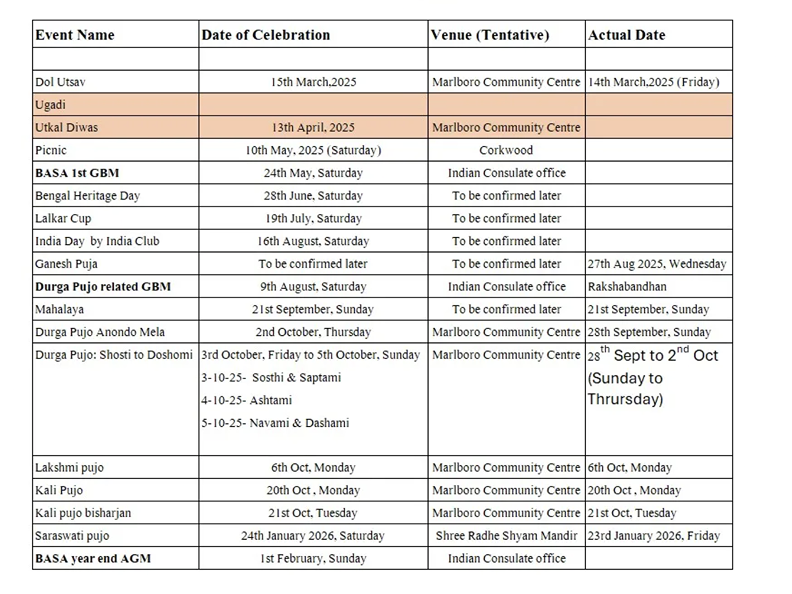 Event Name Date of Celebration Venue (Tentative) Actual Date
Dol Utsav 15th March,2025 Marlboro Community Centre 14th March,2025 (Friday)
Ugadi
Utkal Diwas 13th April, 2025 Marlboro Community Centre
Picnic 10th May, 2025 (Saturday) Corkwood
BASA 1st GBM 24th May, Saturday Indian Consulate office
Bengal Heritage Day 28th June, Saturday To be confirmed later
Lalkar Cup 19th July, Saturday To be confirmed later
India Day by India Club 16th August, Saturday To be confirmed later
Ganesh Puja To be confirmed later To be confirmed later 27th Aug 2025, Wednesday
Durga Pujo related GBM 9th August, Saturday Indian Consulate office Rakshabandhan
Mahalaya 21st September, Sunday To be confirmed later 21st September, Sunday
Durga Pujo Anondo Mela 2nd October, Thursday Marlboro Community Centre 28th September, Sunday
Durga Pujo: Shosti to Doshomi 3rd October, Friday to 5th October, Sunday Marlboro Community Centre 28th Sept to 2nd Oct
3-10-25- Sosthi & Saptami (Sunday to
4-10-25- Ashtami Thrursday)
5-10-25- Navami & Dashami
Lakshmi pujo 6th Oct, Monday Marlboro Community Centre 6th Oct, Monday
Kali Pujo 20th Oct , Monday Marlboro Community Centre 20th Oct , Monday
Kali pujo bisharjan 21st Oct, Tuesday Marlboro Community Centre 21st Oct, Tuesday
Saraswati pujo 24th January 2026, Saturday Shree Radhe Shyam Mandir 23rd January 2026, Friday
BASA year end AGM 1st February, Sunday Indian Consulate office